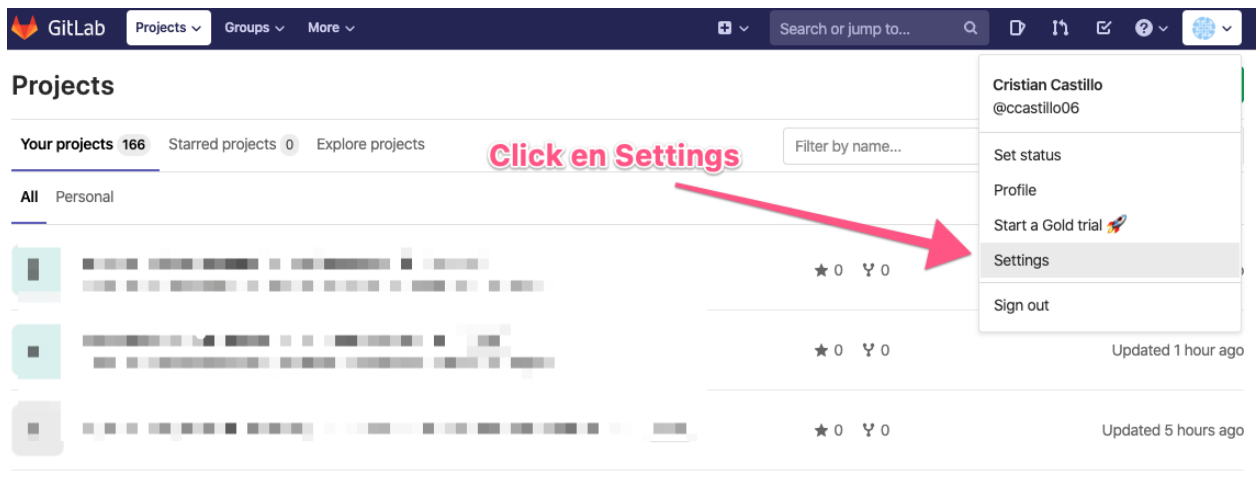 GitLab Projects Groups More Search or jump to...
Projects
Cristian Castillo
@ccastillo06
Your projects 166 Starred projects 0 Explore projects
Filter by name...
Click en Settings
Set status
Profile
Start a Gold trial 🚀
Settings
Sign out
All Personal
0 0
0 0 Updated 1 hour ago
0 0 Updated 5 hours ago